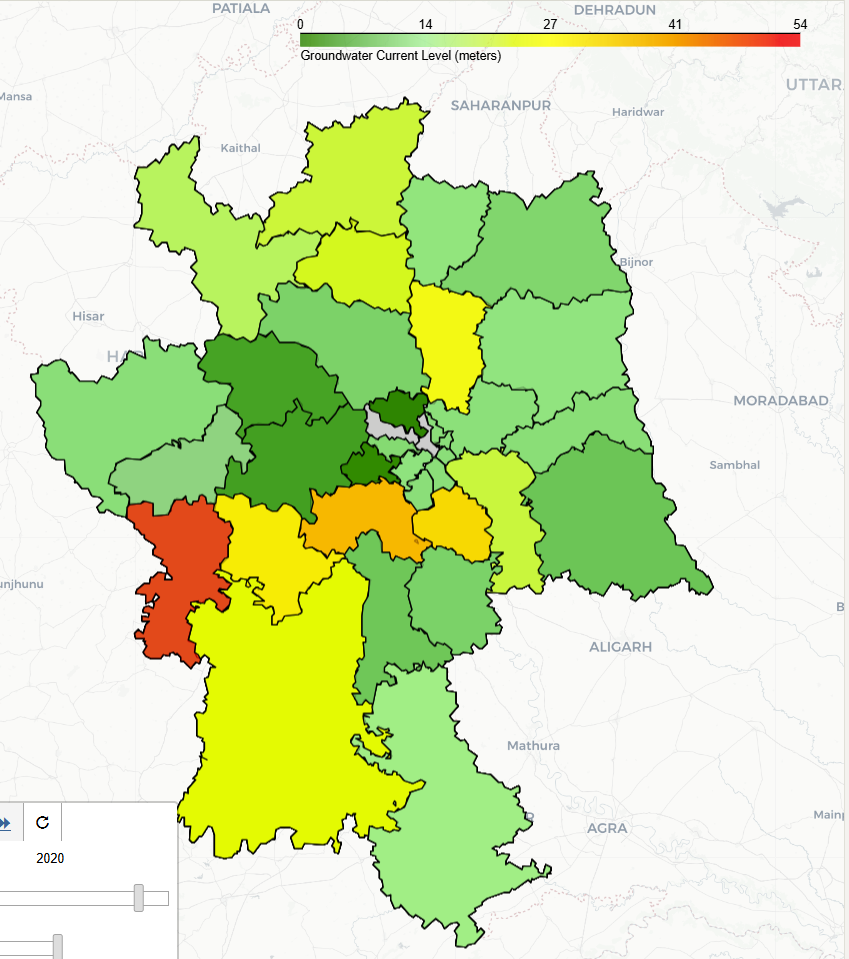 PATIALA
DEHRADUN
0 14 27 41 54
Groundwater Current Level (meters)
UTTAR
Mansa
SAHARANPUR
Haridwar
Kaithal
Bijnor
Hisar
HA
MORADABAD
Sambhal
unjhunu
B
ALIGARH
Mathura
Mainp
AGRA
2020